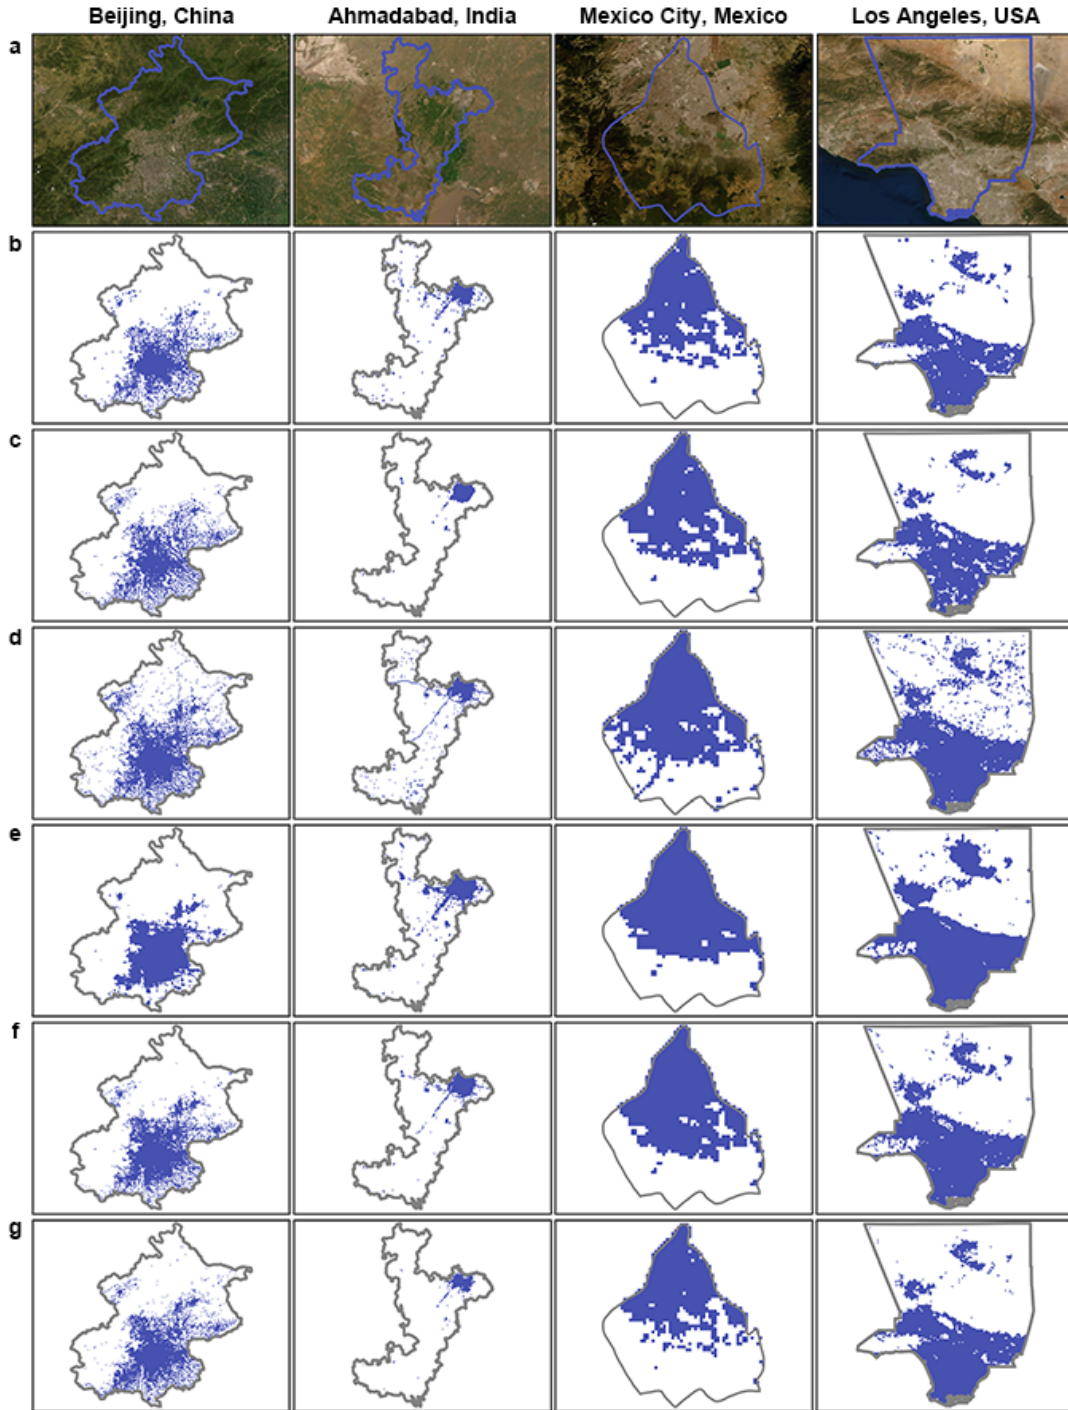 Beijing, China Ahmadabad, India Mexico City, Mexico Los Angeles, USA
a
b
c
d
e
f
g